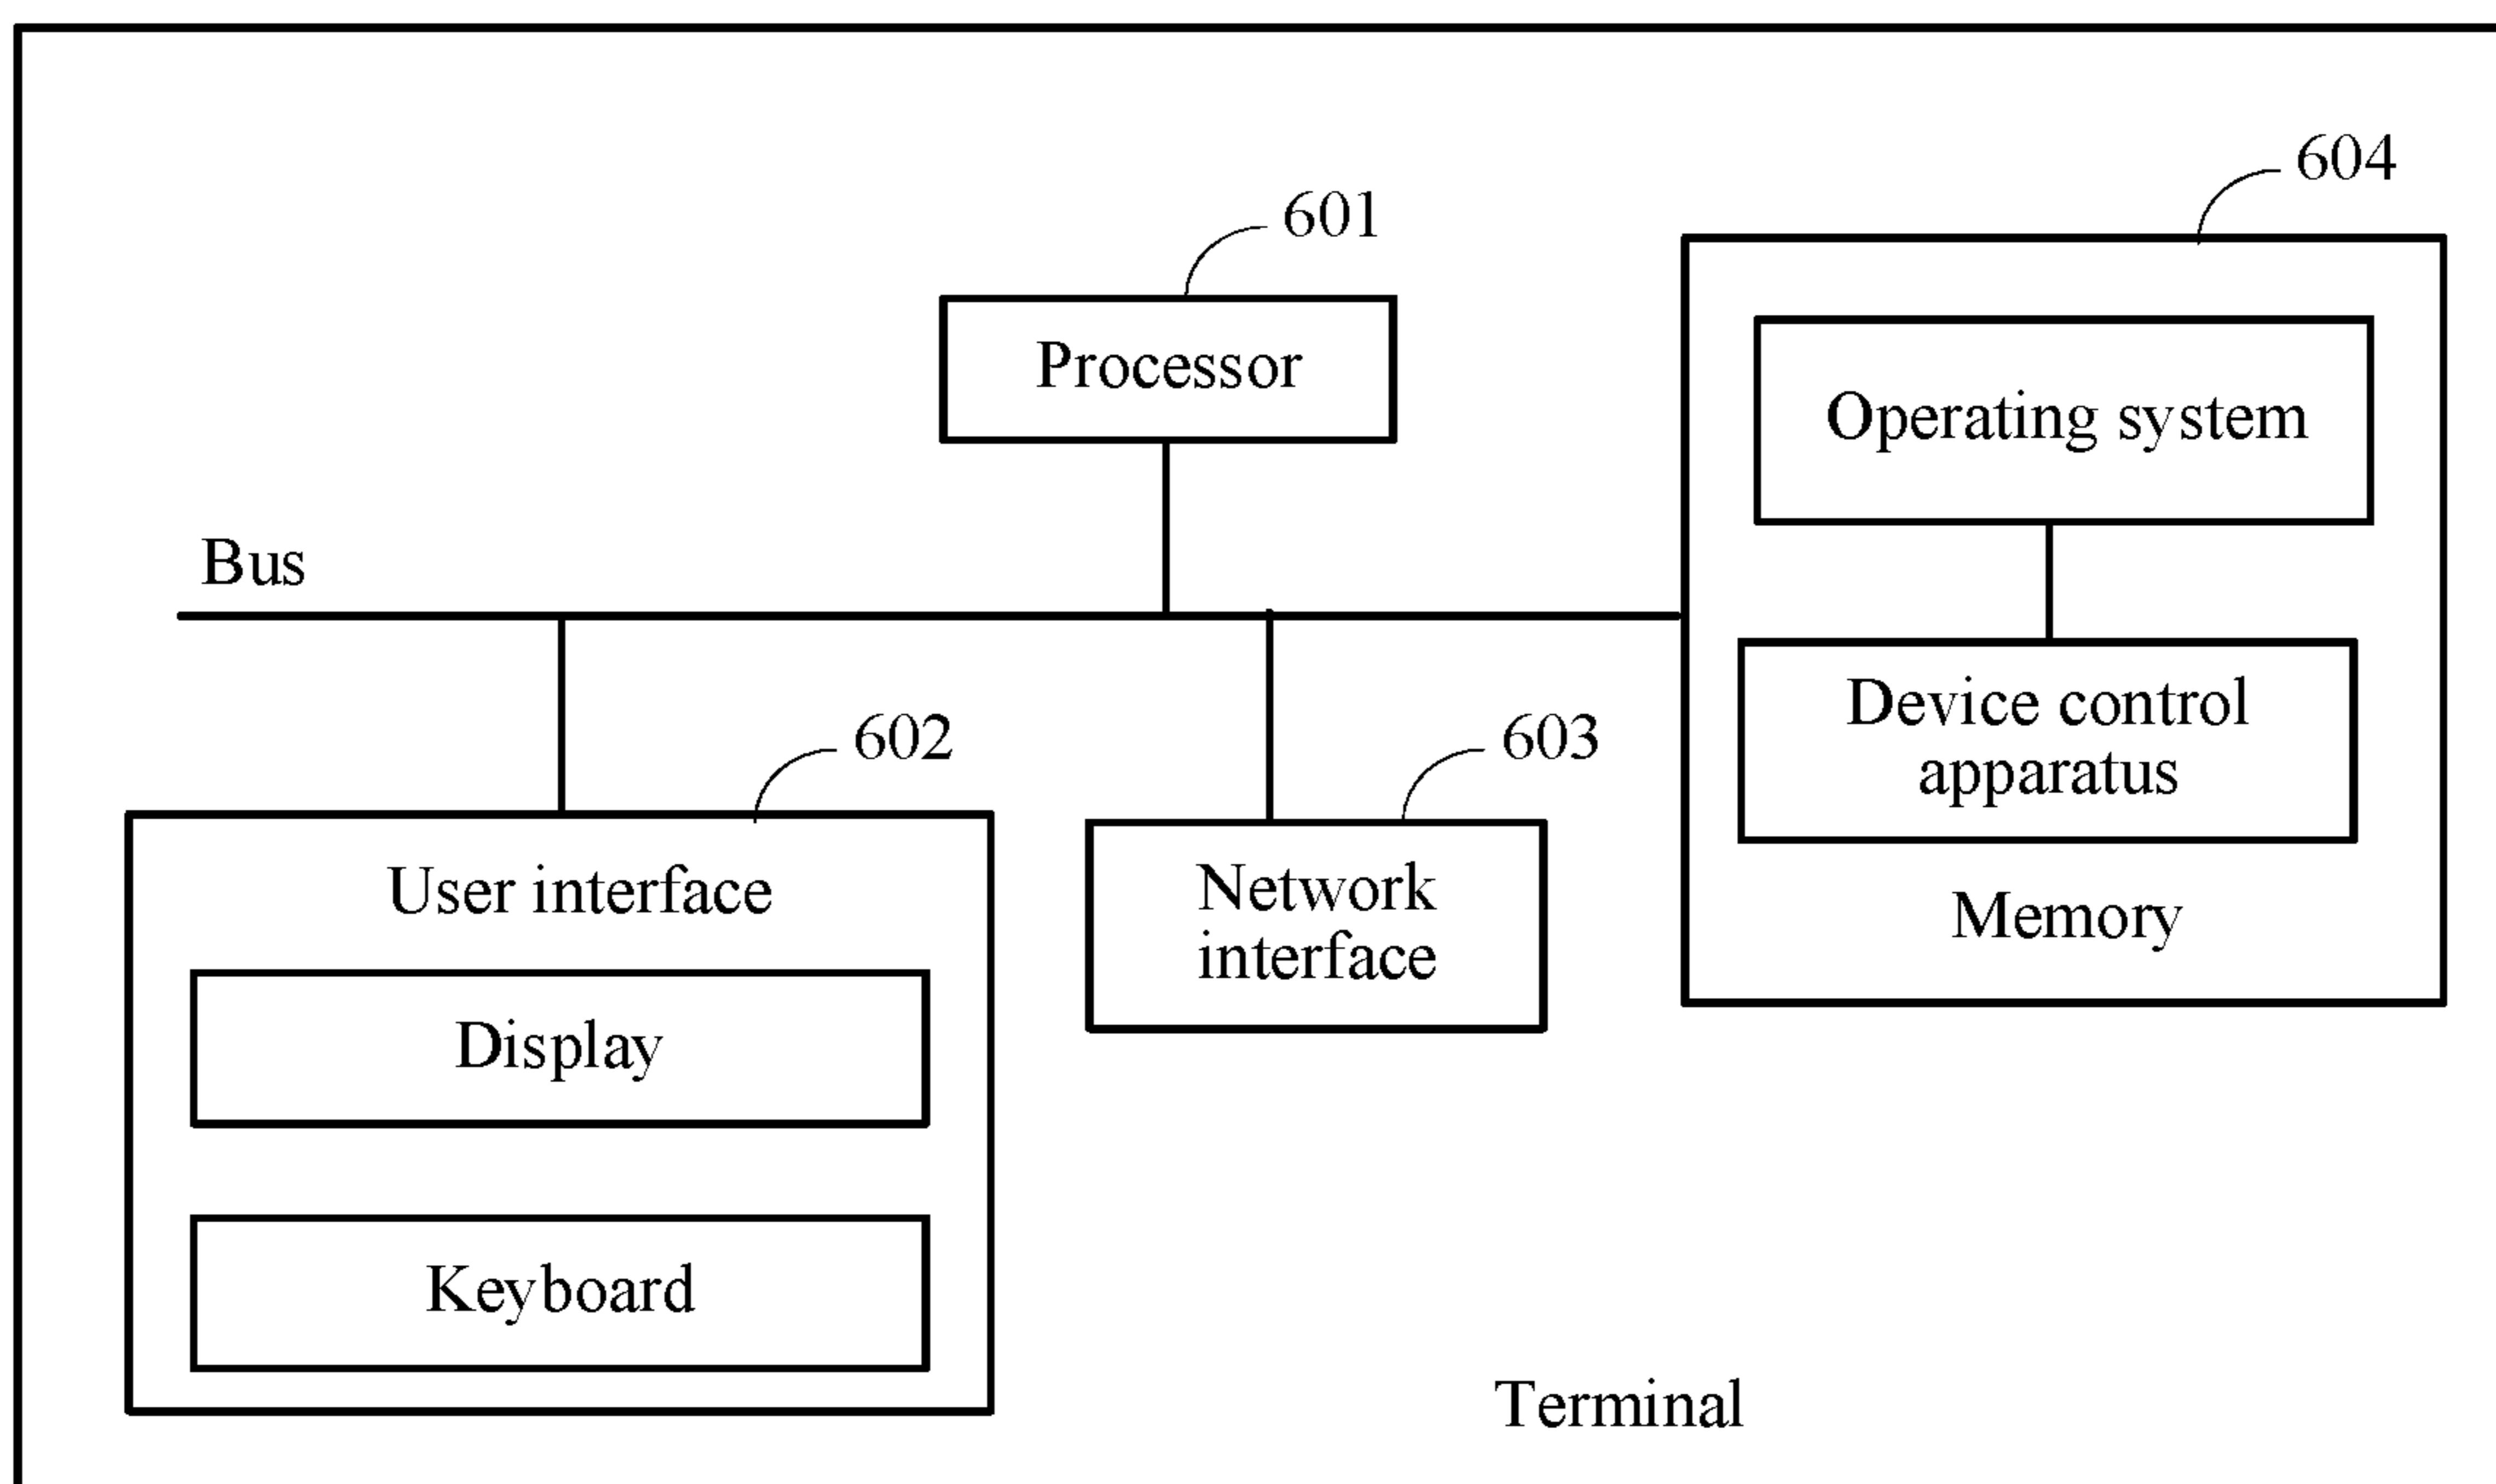 604
601
Processor
Operating system
Bus
Device control
apparatus
602
603
User interface
Network
interface
Memory
Display
Keyboard
Terminal